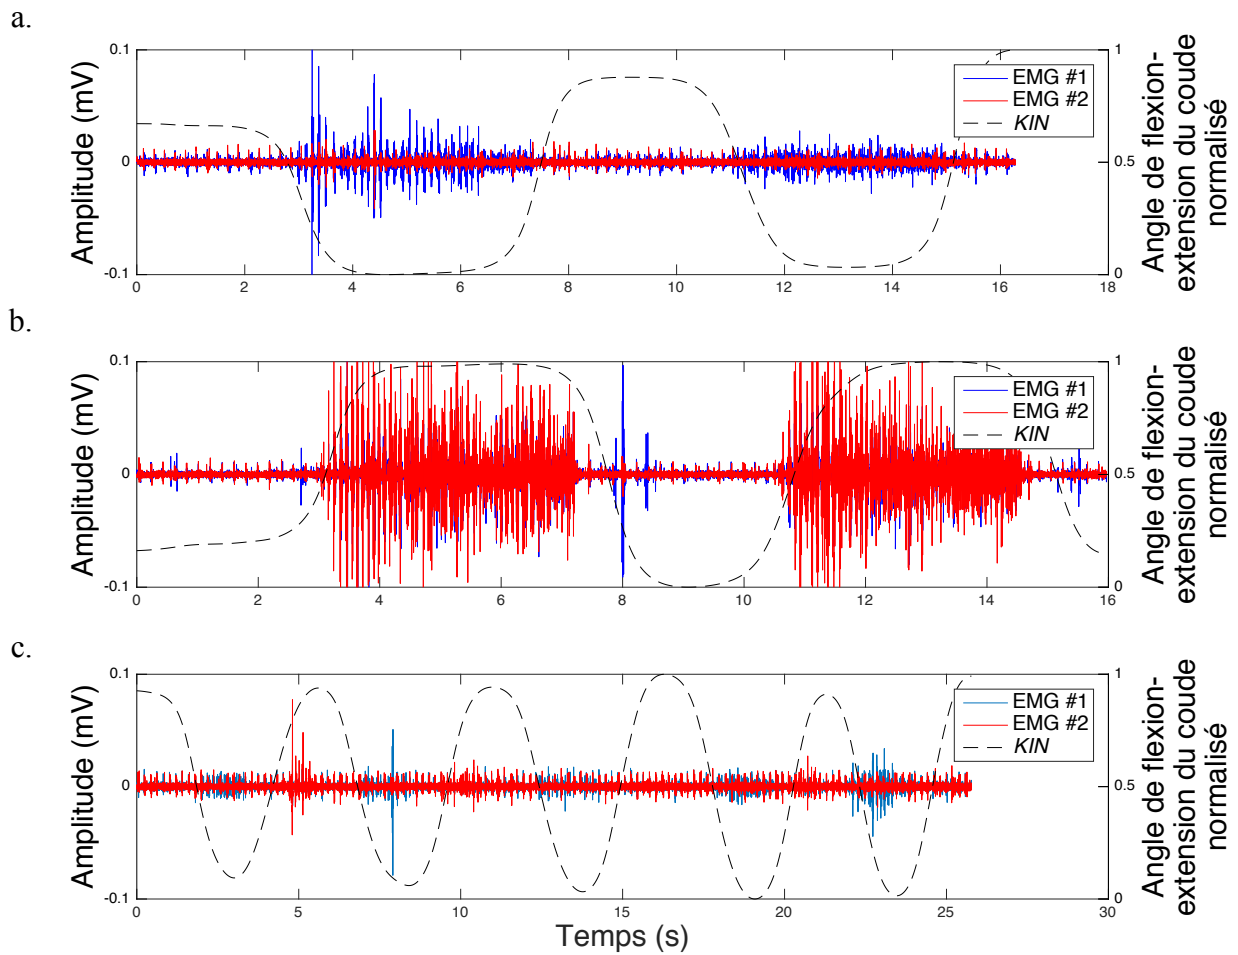 a.
Amplitude (mV)
0.1
0
-0.1
0 2 4 6 8 10 12 14 16 18
1
0.5
0
Angle de flexion-
extension du coude
normalisé
EMG #1
EMG #2
KIN
b.
Amplitude (mV)
0.1
0
-0.1
0 2 4 6 8 10 12 14 16
1
0.5
0
Angle de flexion-
extension du coude
normalisé
EMG #1
EMG #2
KIN
c.
Amplitude (mV)
0.1
0
-0.1
0 5 10 15 20 25 30
1
0.5
0
Angle de flexion-
extension du coude
normalisé
EMG #1
EMG #2
KIN
Temps (s)